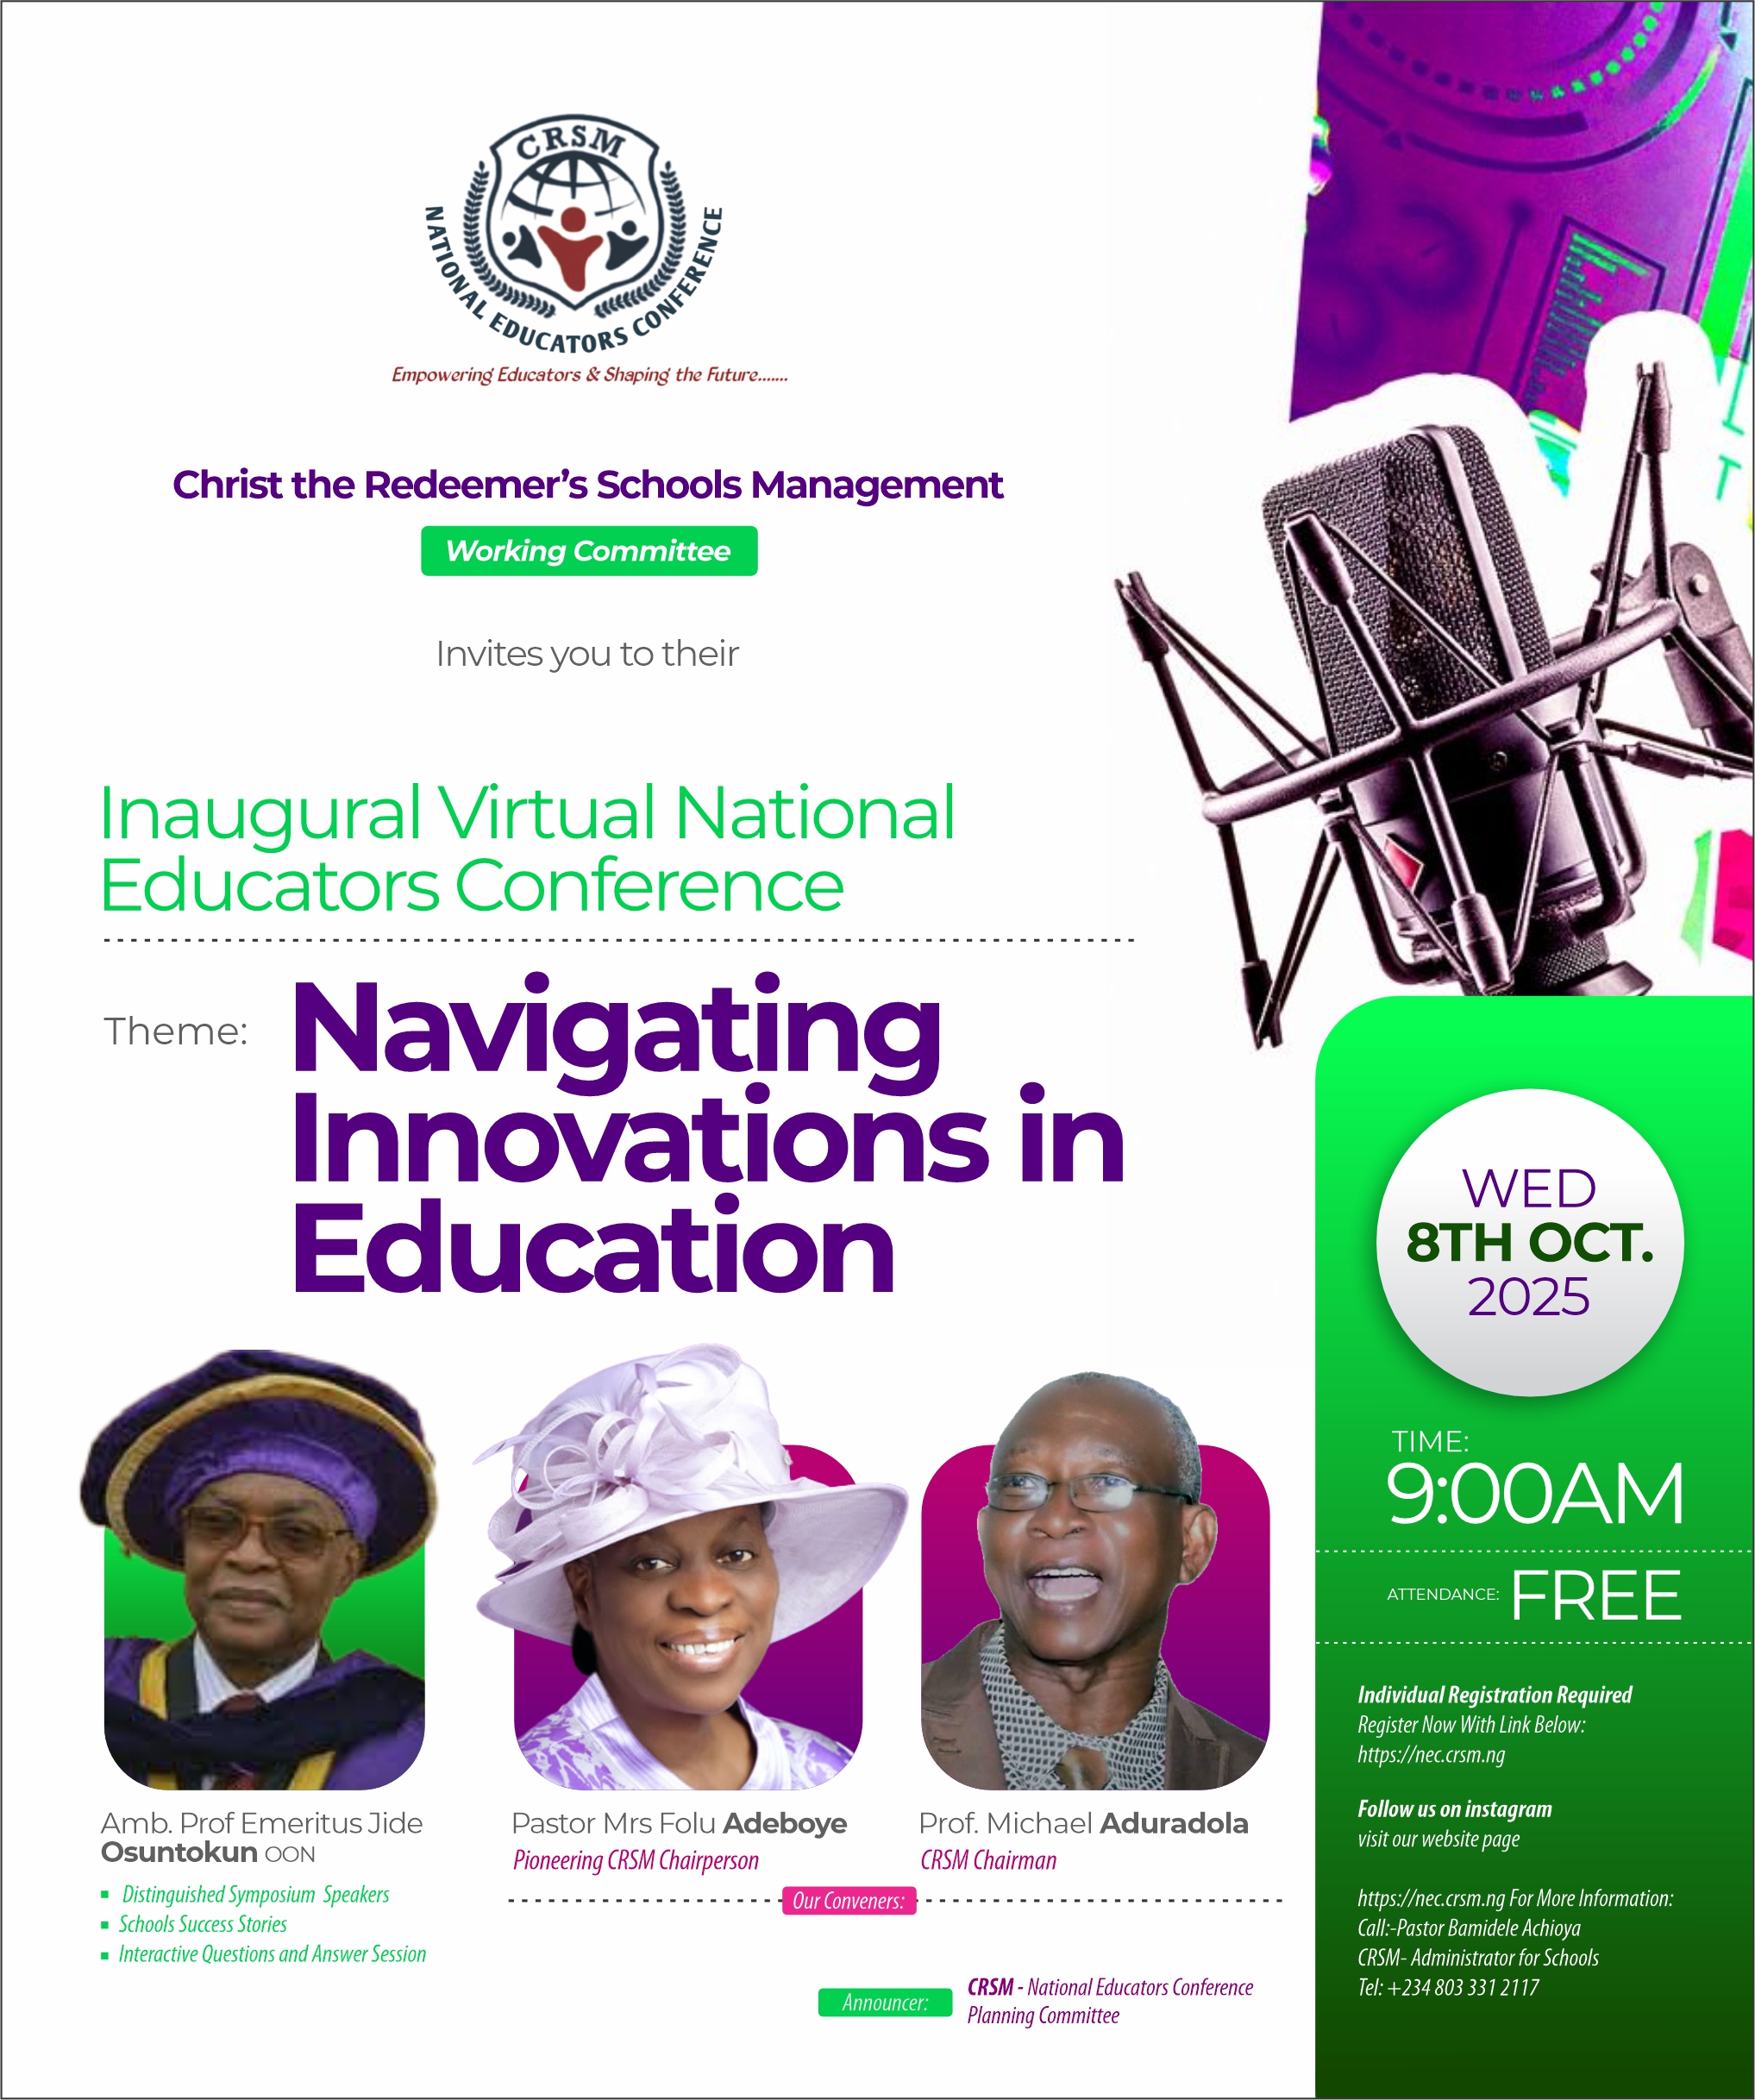 CRSM
NATIONAL EDUCATORS CONFERENCE
Empowering Educators & Shaping the Future.......
Christ the Redeemer's Schools Management
Working Committee
Invites you to their
Inaugural Virtual National
Educators Conference
Theme:
Navigating
Innovations in
Education
WED
8TH OCT.
2025
TIME:
9:00AM
ATTENDANCE: FREE
Individual Registration Required
Register Now With Link Below:
https://nec.crsm.ng
Follow us on instagram
visit our website page
https://nec.crsm.ng For More Information:
Call:-Pastor Bamidele Achioya
CRSM- Administrator for Schools
Tel: +234 803 331 2117
Amb. Prof Emeritus Jide
Osuntokun OON
Distinguished Symposium Speakers
Schools Success Stories
Interactive Questions and Answer Session
Pastor Mrs Folu Adeboye
Pioneering CRSM Chairperson
Prof. Michael Aduradola
CRSM Chairman
Our Conveners:
Announcer:
CRSM - National Educators Conference
Planning Committee